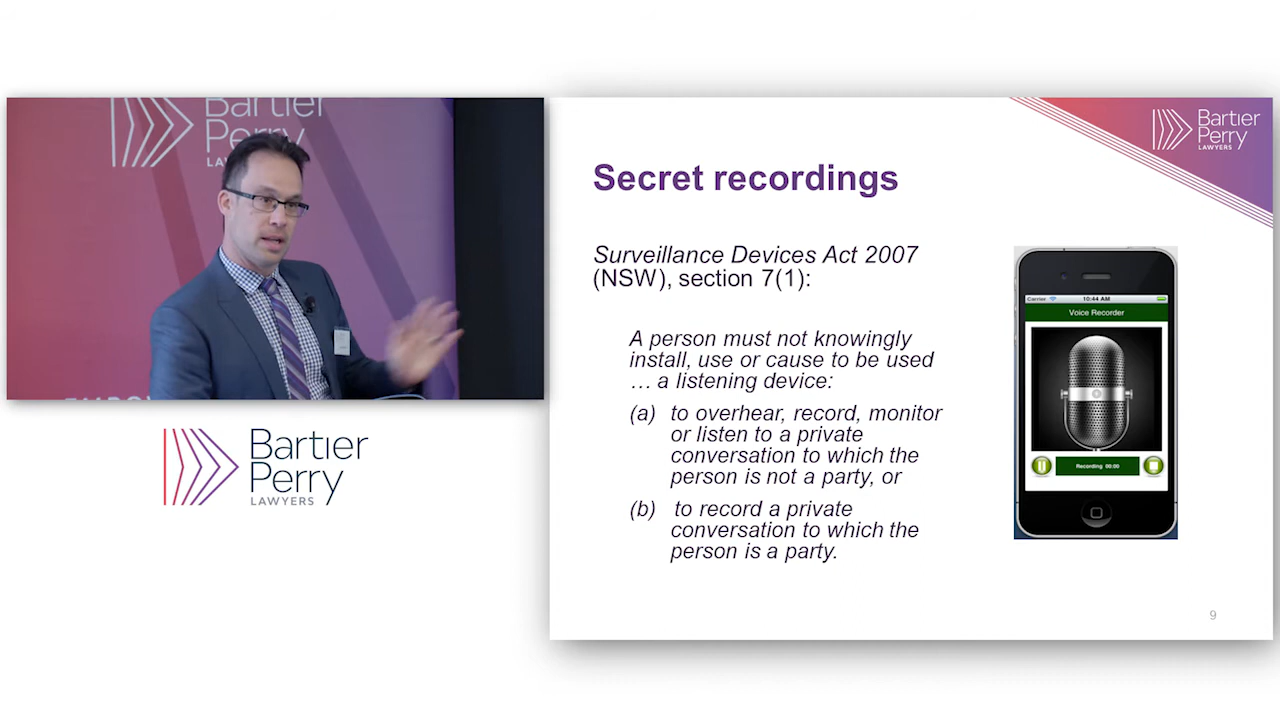 Bartier
Perry
Bartier
Perry
LAWYERS
Bartier
Perry
LAWYERS
Secret recordings
Surveillance Devices Act 2007
(NSW), section 7(1):
A person must not knowingly
install, use or cause to be used
… a listening device:
(a) to overhear, record, monitor
or listen to a private
conversation to which the
person is not a party, or
(b) to record a private
conversation to which the
person is a party.
Carrier 10:44 AM
Voice Recorder
Recording 00:00
9